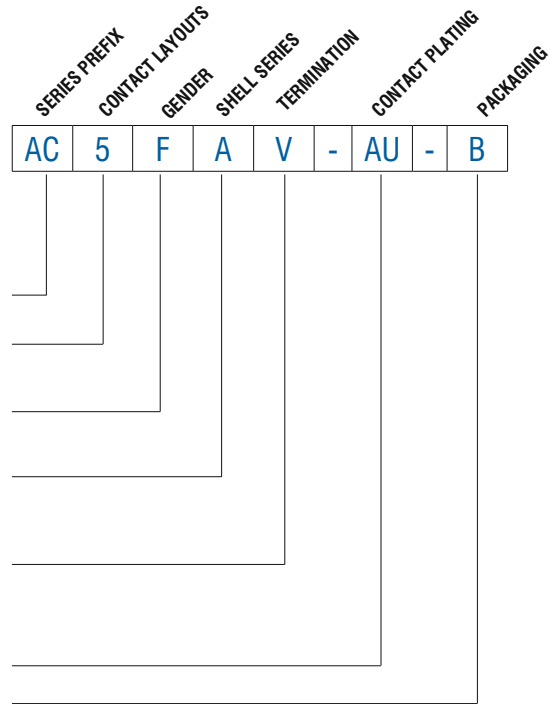 SERIES PREFIX
CONTACT LAYOUTS
GENDER
SHELL SERIES
TERMINATION
CONTACT PLATING
PACKAGING
AC 5 F A V - AU - B